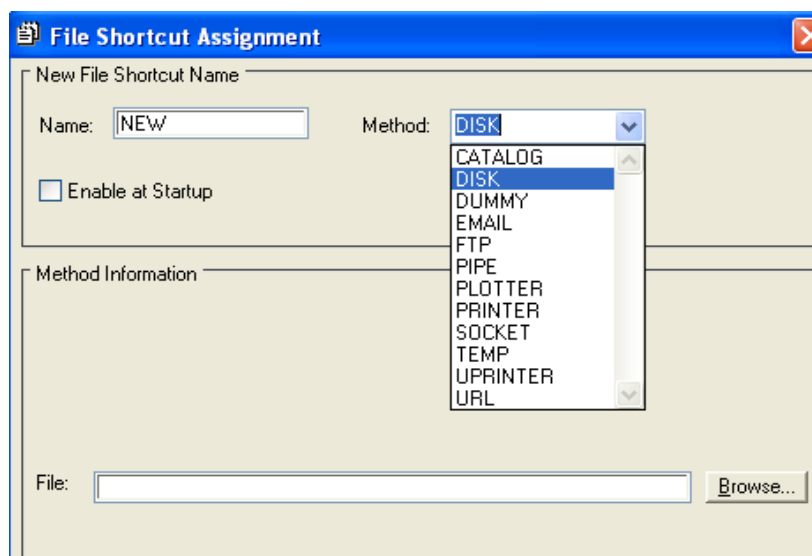 File Shortcut Assignment
New File Shortcut Name
Name: NEW Method: DISK
Enable at Startup
CATALOG
DISK
DUMMY
EMAIL
FTP
PIPE
PLOTTER
PRINTER
SOCKET
TEMP
UPRINTER
URL
Method Information
File: Browse...